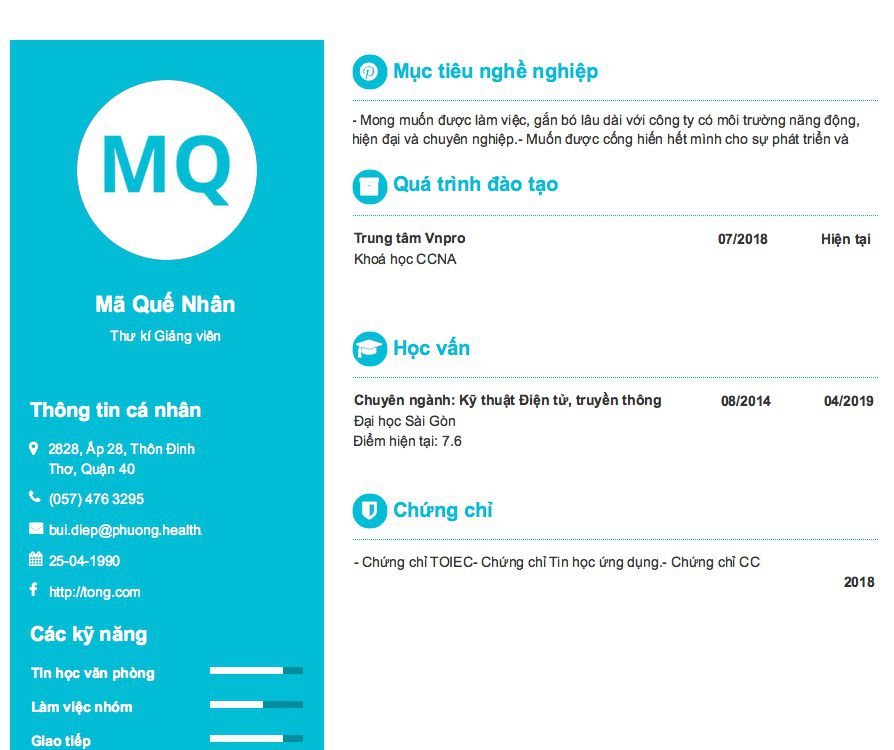 MQ
Mã Quế Nhân
Thư kí Giảng viên
Thông tin cá nhân
2828, Ấp 28, Thôn Đinh
Thơ, Quận 40
(057) 476 3295
bui.diep@phuong.health.
25-04-1990
http://tong.com
Các kỹ năng
Tin học văn phòng
Làm việc nhóm
Giao tiếp
Mục tiêu nghề nghiệp
- Mong muốn được làm việc, gắn bó lâu dài với công ty có môi trường năng động,
hiện đại và chuyên nghiệp.- Muốn được cống hiến hết mình cho sự phát triển và
Quá trình đào tạo
Trung tâm Vnpro 07/2018 Hiện tại
Khoá học CCNA
Học vấn
Chuyên ngành: Kỹ thuật Điện tử, truyền thông 08/2014 04/2019
Đại học Sài Gòn
Điểm hiện tại: 7.6
Chứng chỉ
- Chứng chỉ TOIEC- Chứng chỉ Tin học ứng dụng.- Chứng chỉ CC
2018